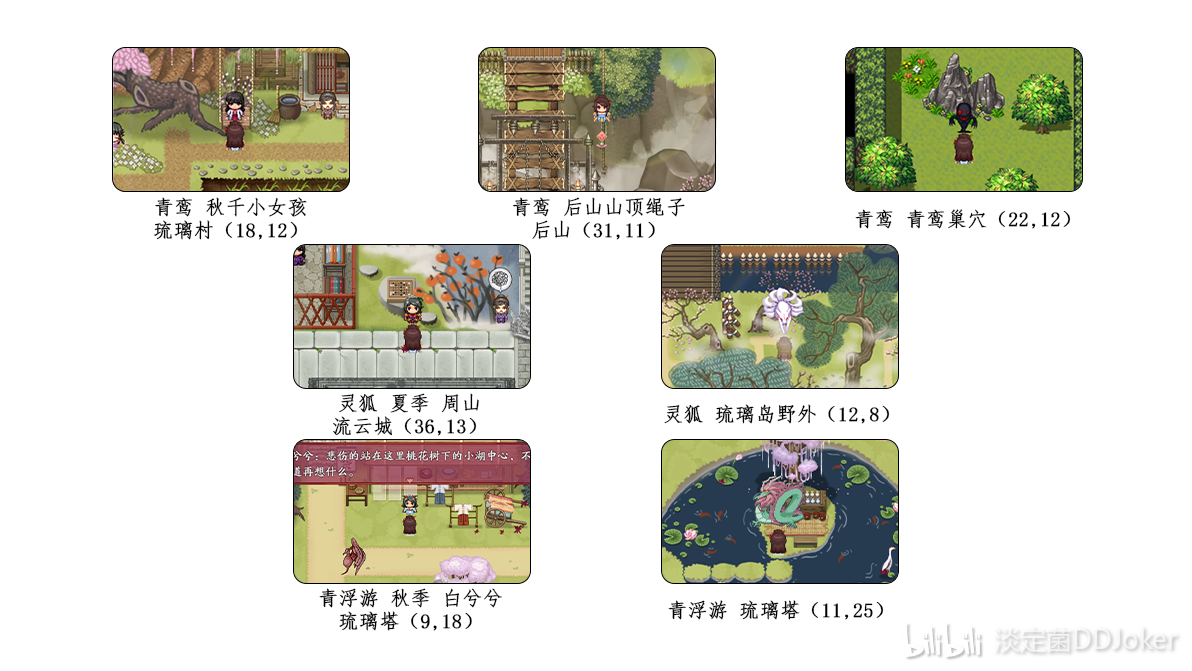 青鸾 秋千小女孩
琉璃村（18,12）
青鸾 后山山顶绳子
后山（31,11）
青鸾 青鸾巢穴（22,12）
灵狐 夏季 周山
流云城（36,13）
灵狐 琉璃岛野外（12,8）
兮兮：悲伤的站在这里桃花树下的小湖中心、不
道再想什么。
青浮游 秋季 白兮兮
琉璃塔（9,18）
青浮游 琉璃塔（11,25）
bilibili 淡定菌DDJoker